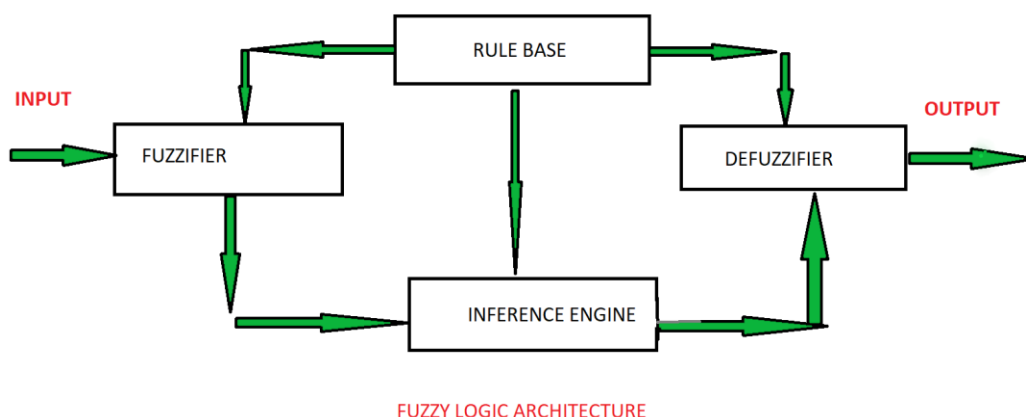 RULE BASE
INPUT
OUTPUT
FUZZIFIER
DEFUZZIFIER
INFERENCE ENGINE
FUZZY LOGIC ARCHITECTURE